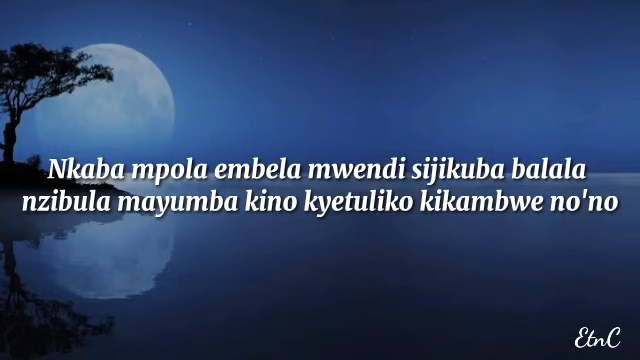 Nkaba mpola embela mwendi sijikuba balala
nzibula mayumba kino kyetuliko kikambwe no'no
EtnC